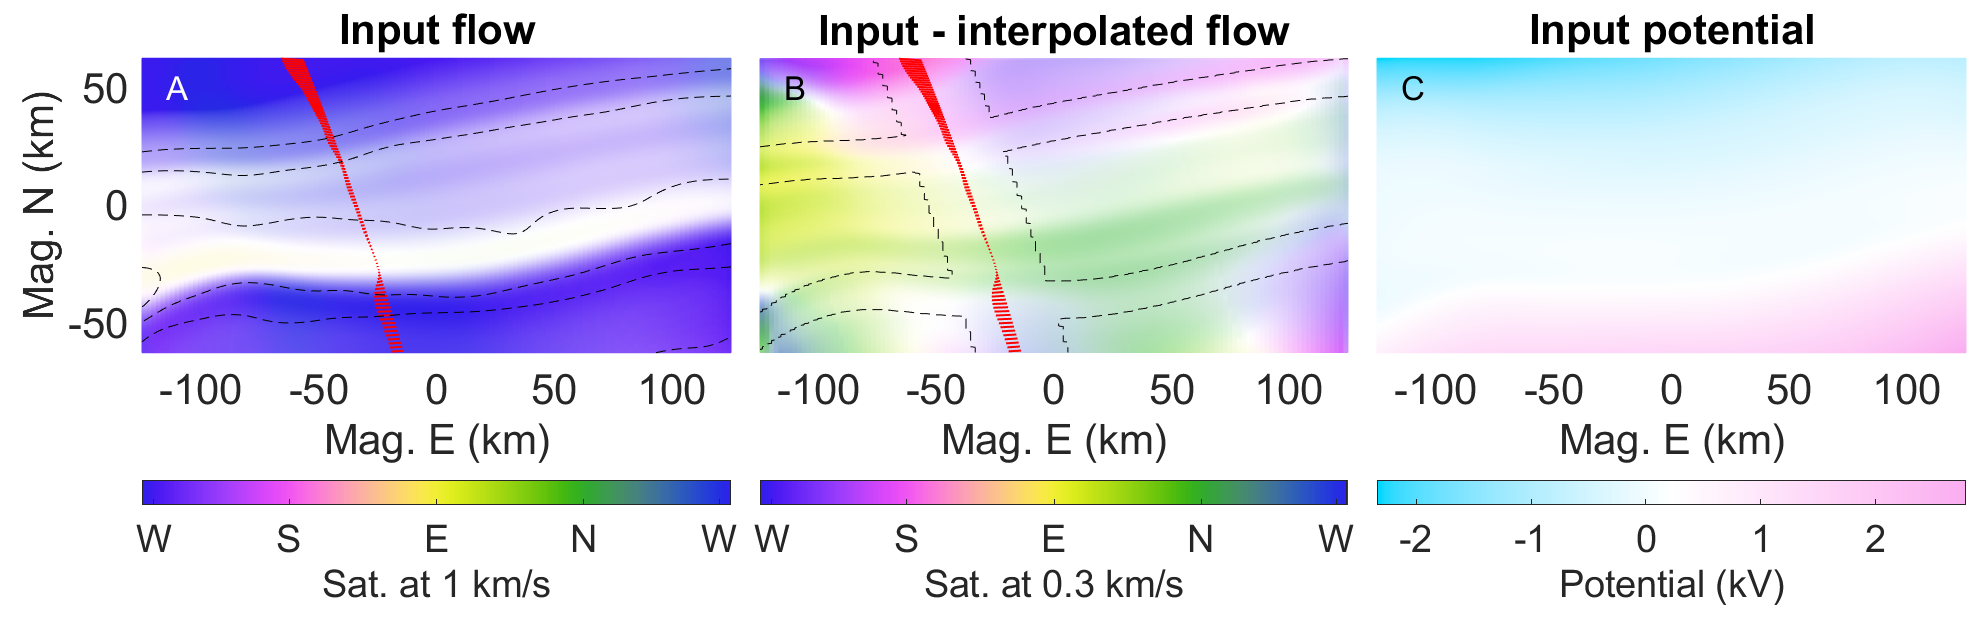 Input flow
Input - interpolated flow
Input potential
A
B
C
Mag. N (km)
50
0
-50
-100 -50 0 50 100
-100 -50 0 50 100
-100 -50 0 50 100
Mag. E (km)
Mag. E (km)
Mag. E (km)
W S E N W
W S E N W
-2 -1 0 1 2
Sat. at 1 km/s
Sat. at 0.3 km/s
Potential (kV)